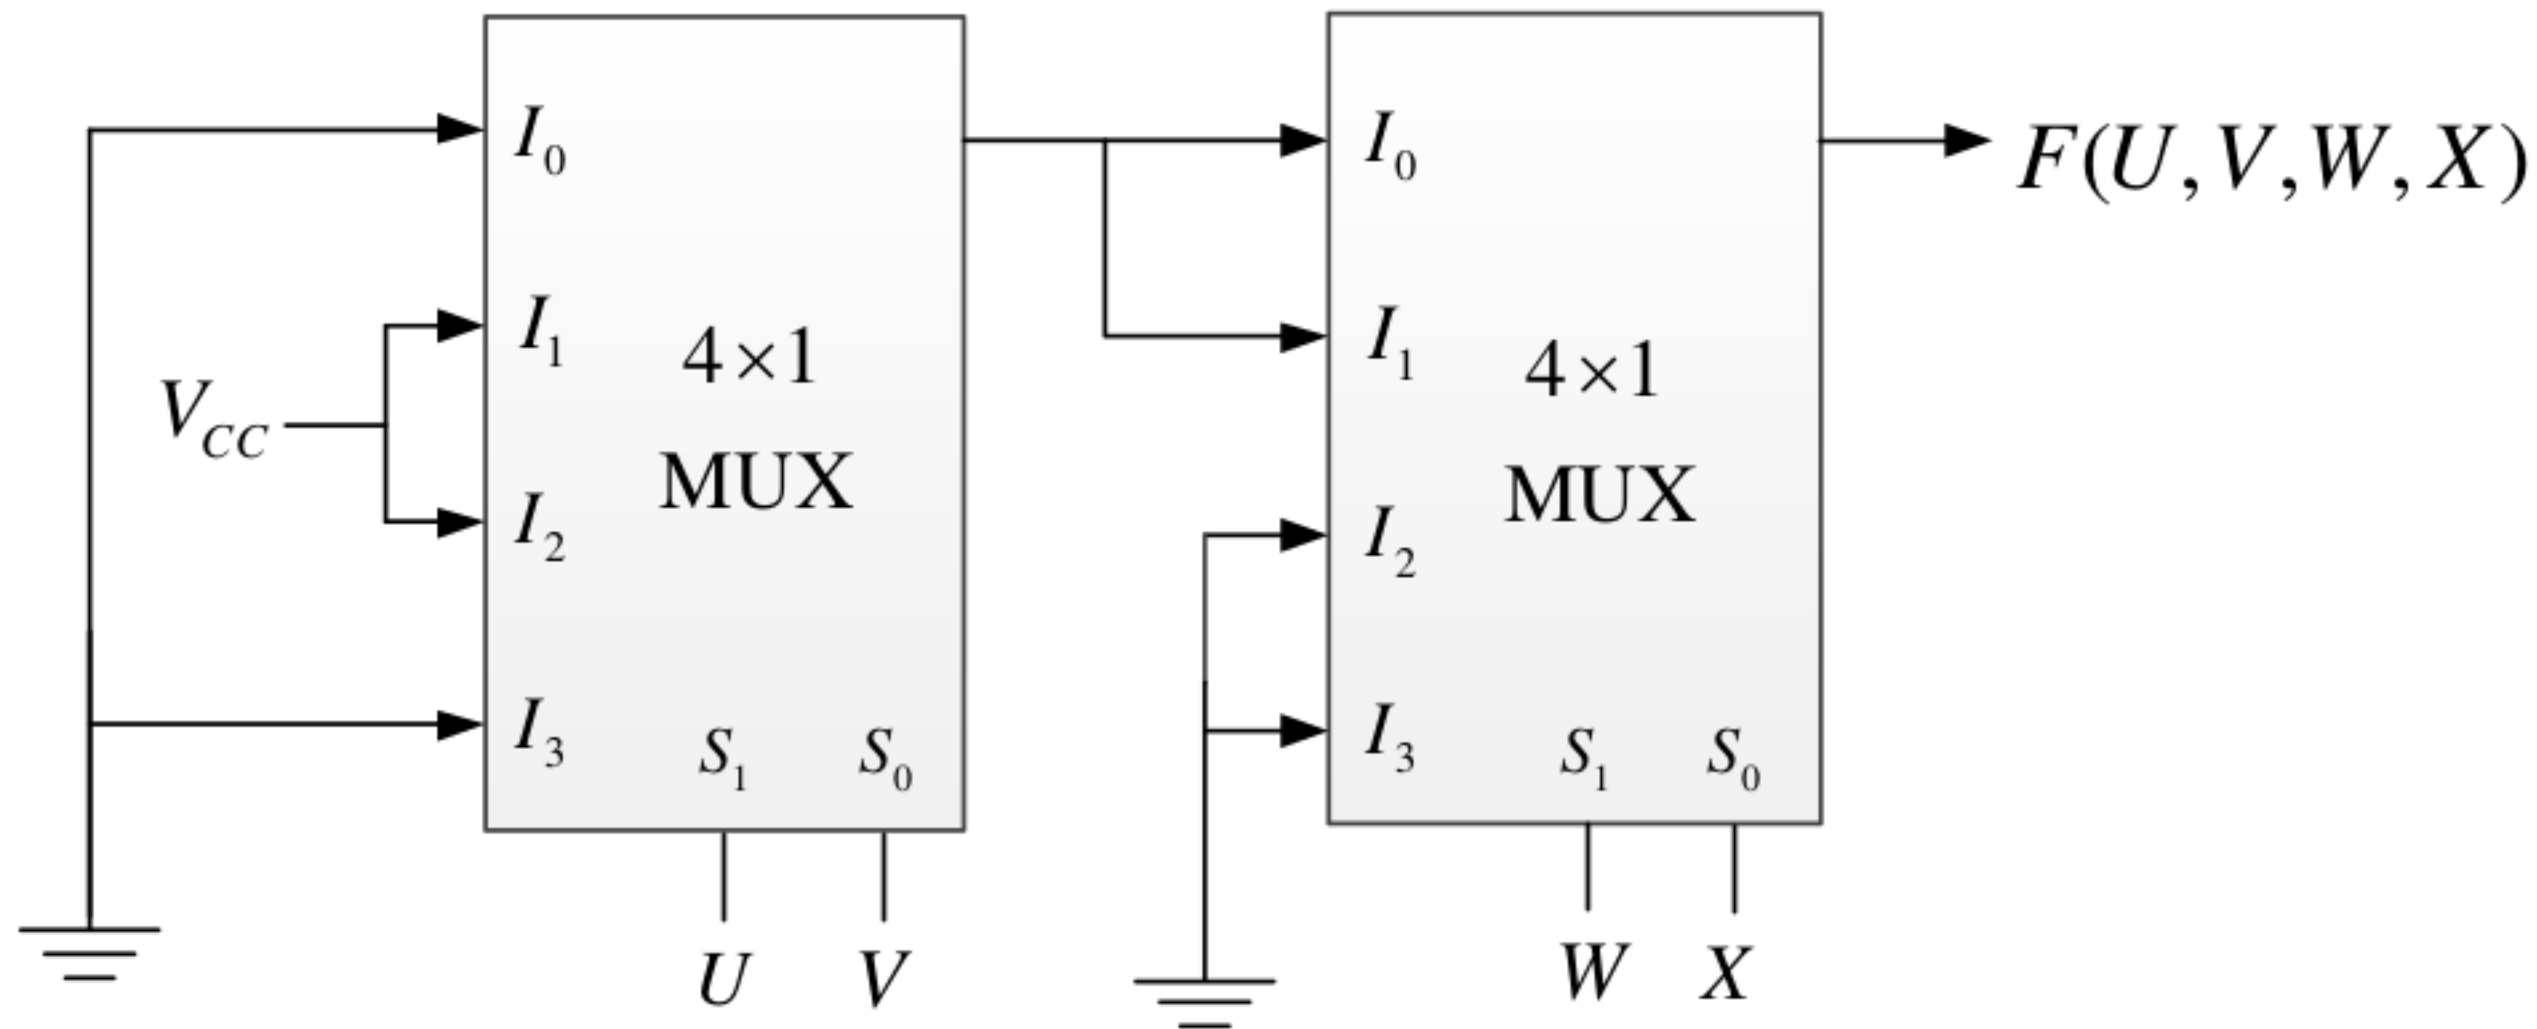 I0
I1
VCC
I2
I3
4×1
MUX
S1 S0
U V
I0
I1
I2
I3
4×1
MUX
S1 S0
W X
F(U,V,W,X)